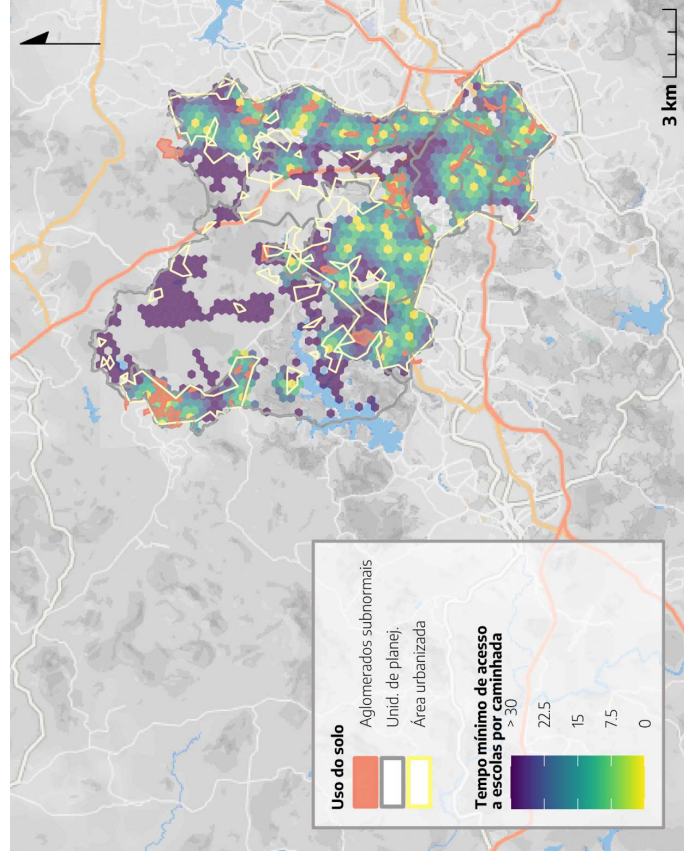 Uso do solo
Aglomerados subnormais
Unid. de planej.
Área urbanizada
Tempo mínimo de acesso
a escolas por caminhada
> 30
22.5
15
7.5
0
3 km